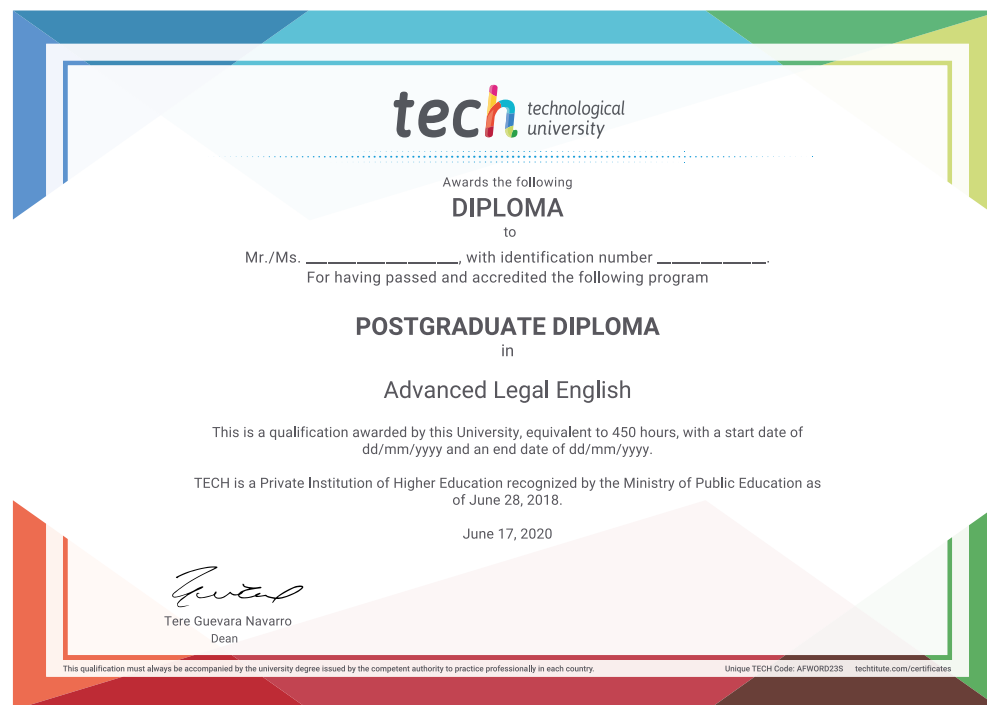 tech technological
university
Awards the following
DIPLOMA
to
Mr./Ms. ____________________, with identification number ______________.
For having passed and accredited the following program
POSTGRADUATE DIPLOMA
in
Advanced Legal English
This is a qualification awarded by this University, equivalent to 450 hours, with a start date of
dd/mm/yyyy and an end date of dd/mm/yyyy.
TECH is a Private Institution of Higher Education recognized by the Ministry of Public Education as
of June 28, 2018.
June 17, 2020
Tere Guevara Navarro
Dean
This qualification must always be accompanied by the university degree issued by the competent authority to practice professionally in each country.
Unique TECH Code: AFWORD23S techtitute.com/certificates